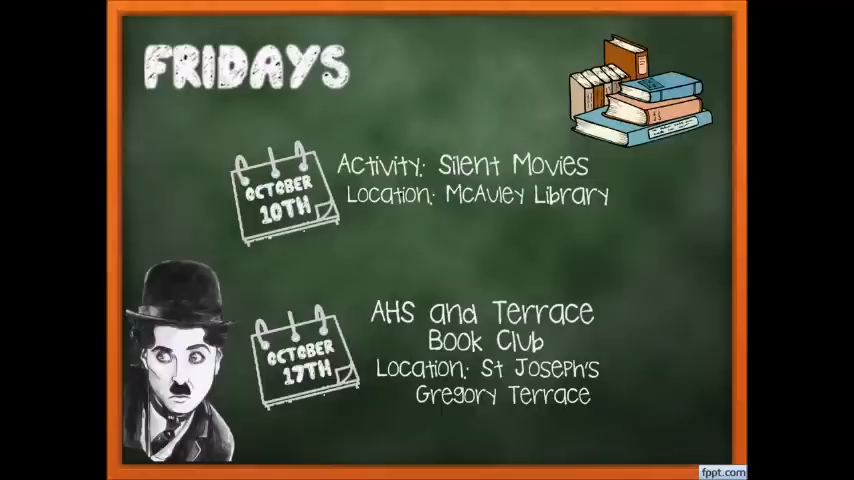 FRIDAYS
OCTOBER
10TH
Activity: Silent Movies
Location: McAuley Library
OCTOBER
17TH
AHS and Terrace
Book Club
Location: St Joseph's
Gregory Terrace
fppt.com